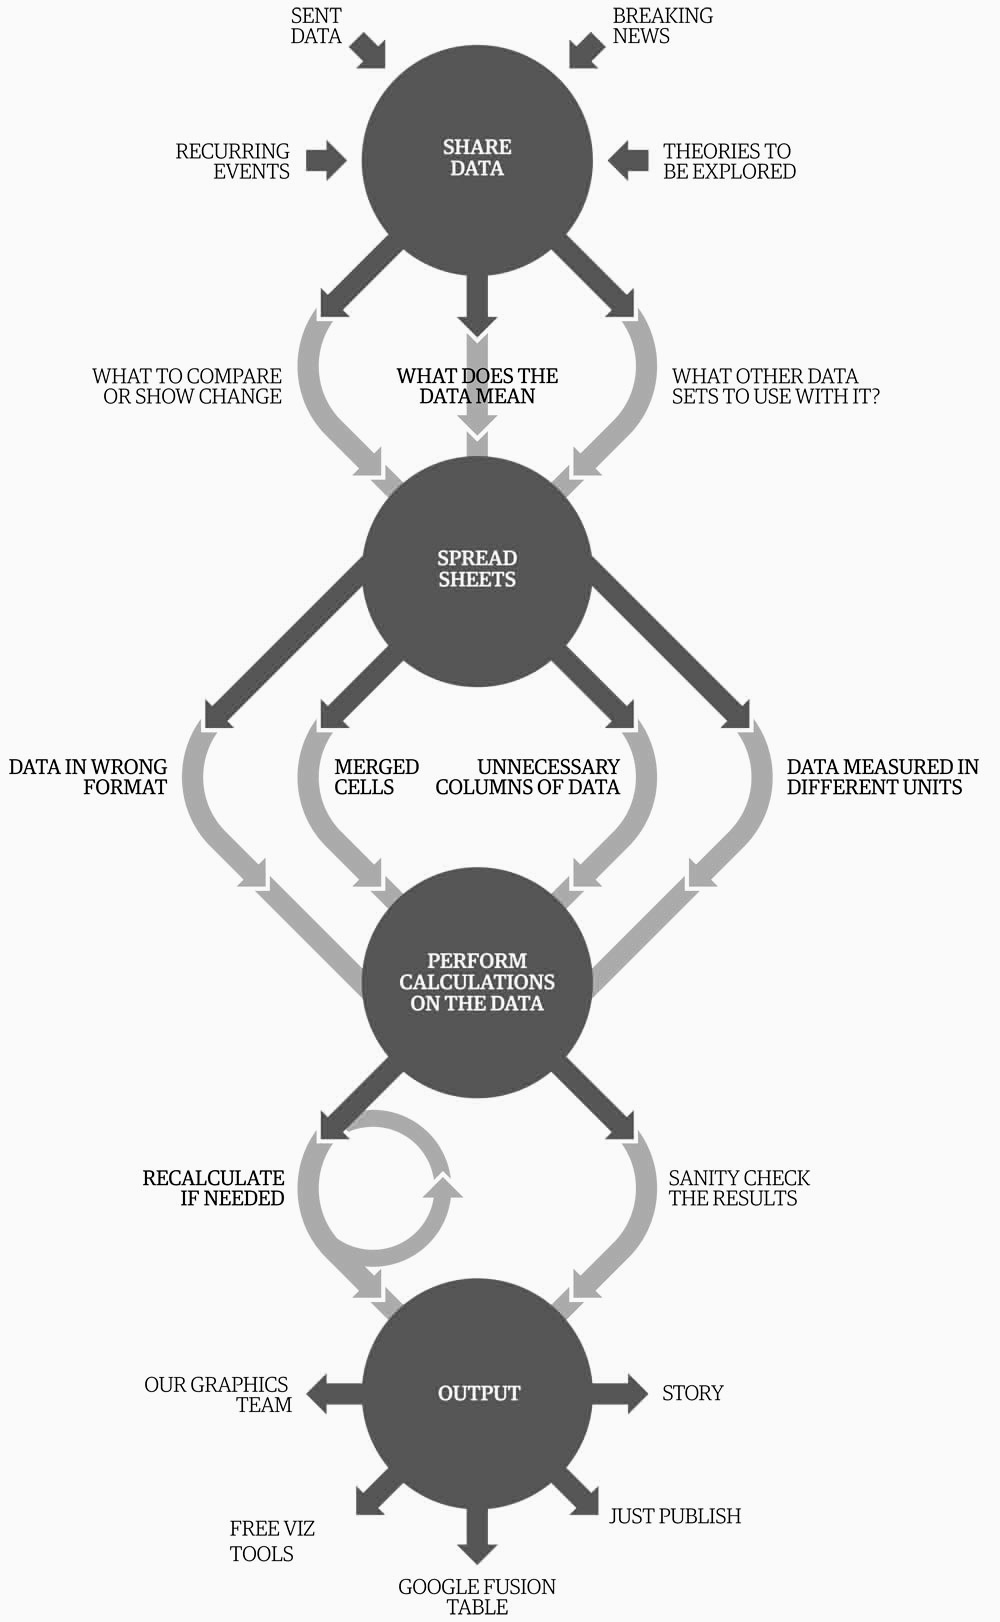 SENT
DATA
BREAKING
NEWS
RECURRING
EVENTS
SHARE
DATA
THEORIES TO
BE EXPLORED
WHAT TO COMPARE
OR SHOW CHANGE
WHAT DOES THE
DATA MEAN
WHAT OTHER DATA
SETS TO USE WITH IT?
SPREAD
SHEETS
DATA IN WRONG
FORMAT
MERGED
CELLS
UNNECESSARY
COLUMNS OF DATA
DATA MEASURED IN
DIFFERENT UNITS
PERFORM
CALCULATIONS
ON THE DATA
RECALCULATE
IF NEEDED
SANITY CHECK
THE RESULTS
OUR GRAPHICS
TEAM
OUTPUT
STORY
FREE VIZ
TOOLS
JUST PUBLISH
GOOGLE FUSION
TABLE